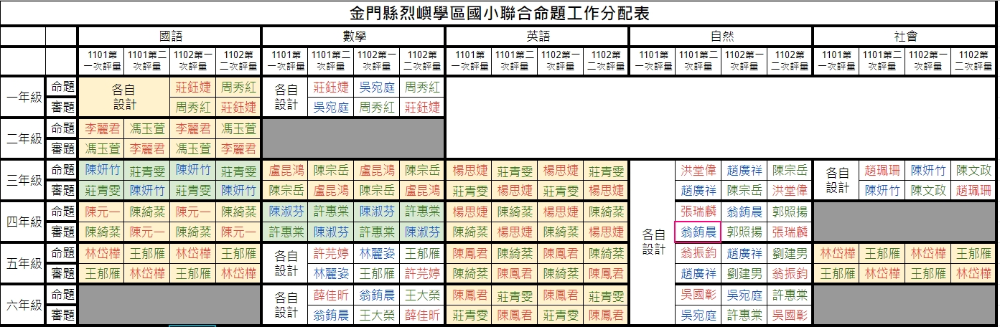 金門縣烈嶼學區國小聯合命題工作分配表
國語 數學 英語 自然 社會
1101第 1101第二 1102第一 1102第 1101第 1101第二 1102第一 1102第 1101第 1101第二 1102第一 1102第 1101第 1101第二 1102第一 1102第 1101第 1101第二 1102第一 1102第
一次評量 次評量 次評量 二次評量 一次評量 次評量 次評量 二次評量 一次評量 次評量 次評量 二次評量 一次評量 次評量 次評量 二次評量 一次評量 次評量 次評量 二次評量
一年級 命題 各自 莊鈺婕 周秀紅 各自 莊鈺婕 吳宛庭 周秀紅
審題 設計 周秀紅 莊鈺婕 設計 吳宛庭 周秀紅 莊鈺婕
二年級 命題 李麗君 馮玉萱 李麗君 馮玉萱
審題 馮玉萱 李麗君 馮玉萱 李麗君
三年級 命題 陳妍竹 莊青雯 陳妍竹 莊青雯 盧昆鴻 陳宗岳 盧昆鴻 陳宗岳 楊思婕 莊青雯 楊思婕 莊青雯 洪堂偉 趙廣祥 陳宗岳 各自 趙珮珊 陳妍竹 陳文政
審題 莊青雯 陳妍竹 莊青雯 陳妍竹 陳宗岳 盧昆鴻 陳宗岳 盧昆鴻 莊青雯 楊思婕 莊青雯 楊思婕 趙廣祥 陳宗岳 洪堂偉 設計 陳妍竹 陳文政 趙珮珊
四年級 命題 陳元一 陳綺棻 陳元一 陳綺棻 陳淑芬 許惠棠 陳淑芬 許惠棠 楊思婕 陳綺棻 楊思婕 陳綺棻 張瑞麟 翁銪晨 郭照揚
審題 陳綺棻 陳元一 陳綺棻 陳元一 許惠棠 陳淑芬 許惠棠 陳淑芬 陳綺棻 楊思婕 陳綺棻 楊思婕 各自 翁銪晨 郭照揚 張瑞麟
五年級 命題 林岱樺 王郁雁 林岱樺 王郁雁 各自 許芫婷 林麗姿 王郁雁 陳鳳君 陳綺棻 陳鳳君 陳綺棻 設計 翁振鈞 趙廣祥 劉建男 林岱樺 王郁雁 林岱樺 王郁雁
審題 王郁雁 林岱樺 王郁雁 林岱樺 設計 林麗姿 王郁雁 許芫婷 陳綺棻 陳鳳君 陳綺棻 陳鳳君 趙廣祥 劉建男 翁振鈞 王郁雁 林岱樺 王郁雁 林岱樺
六年級 命題 各自 薛佳昕 翁銪晨 王大榮 陳鳳君 莊青雯 陳鳳君 莊青雯 吳國彰 吳宛庭 許惠棠
審題 設計 翁銪晨 王大榮 薛佳昕 莊青雯 陳鳳君 莊青雯 陳鳳君 吳宛庭 許惠棠 吳國彰